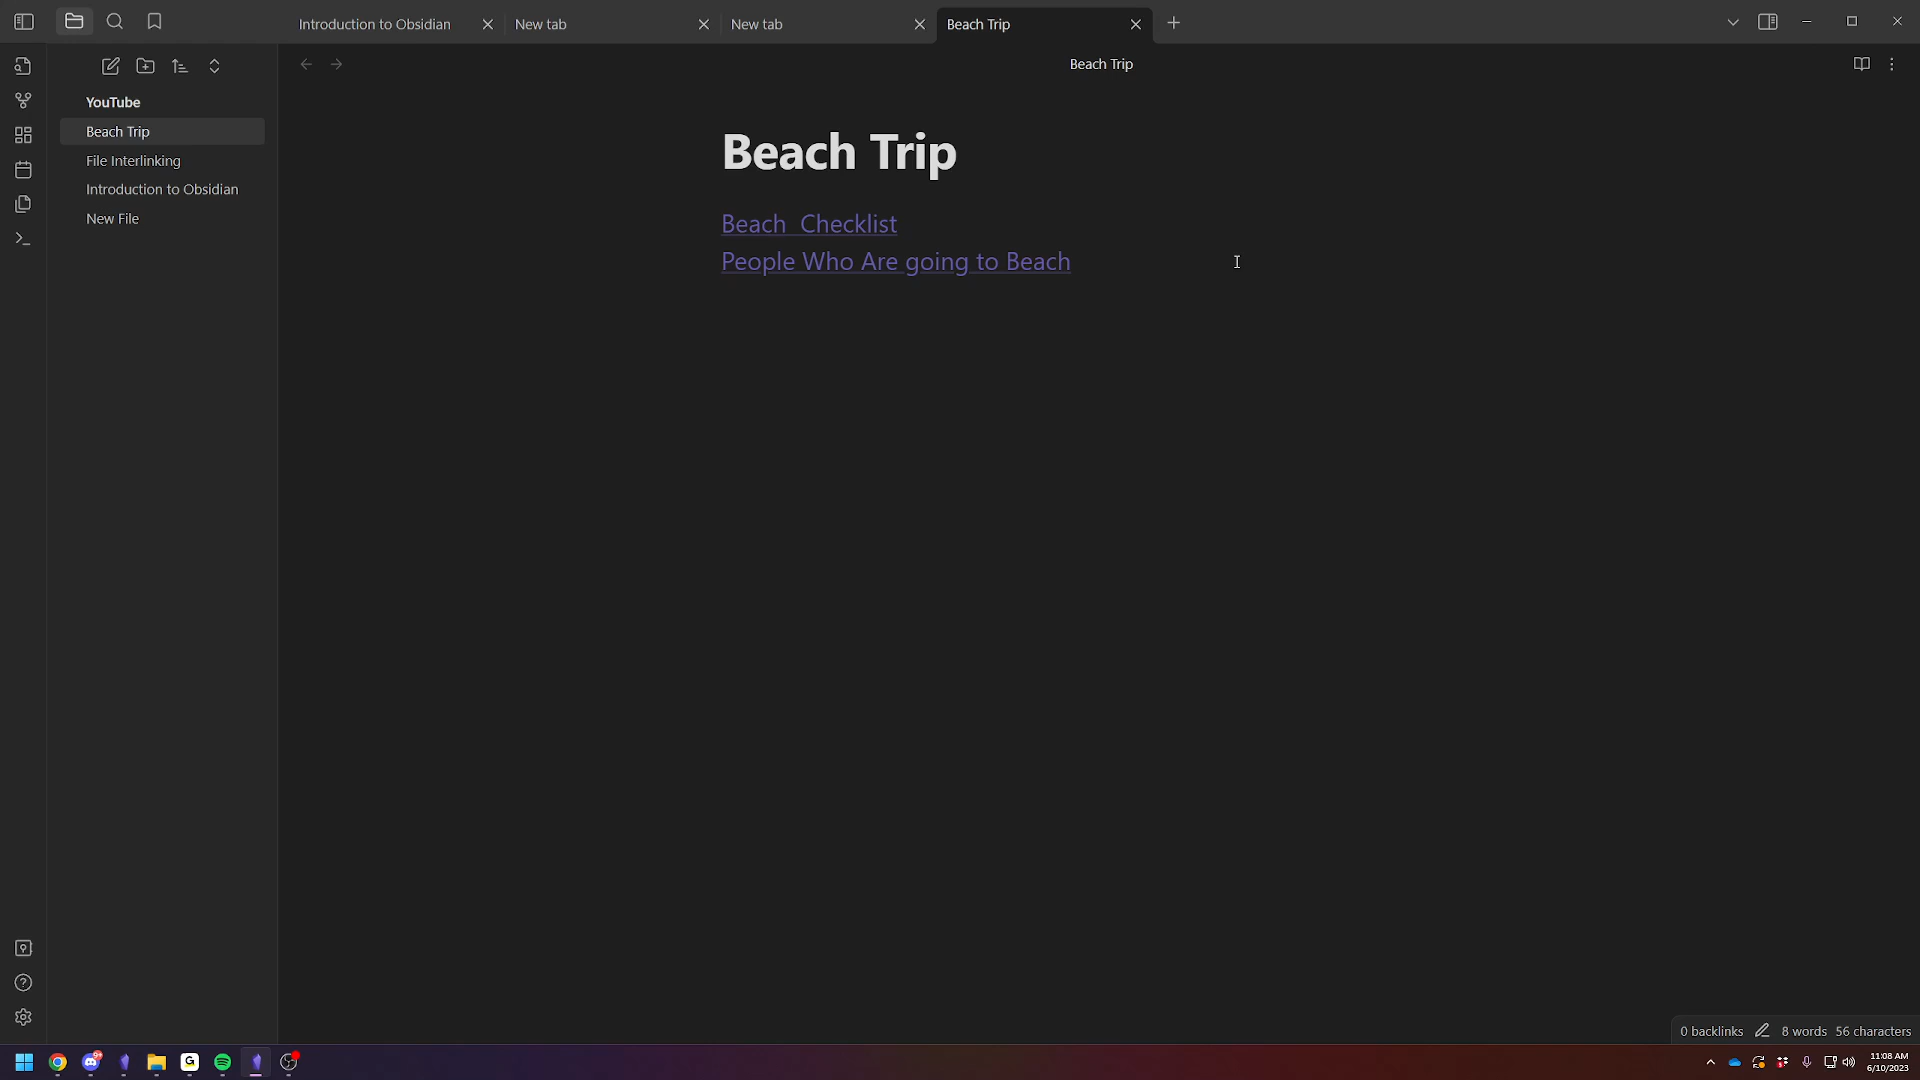 Introduction to Obsidian
New tab
New tab
Beach Trip
Beach Trip
YouTube
Beach Trip
File Interlinking
Introduction to Obsidian
New File
Beach Trip
Beach  Checklist
People Who Are going to Beach
0 backlinks
8 words
56 characters
11:08 AM
6/10/2023